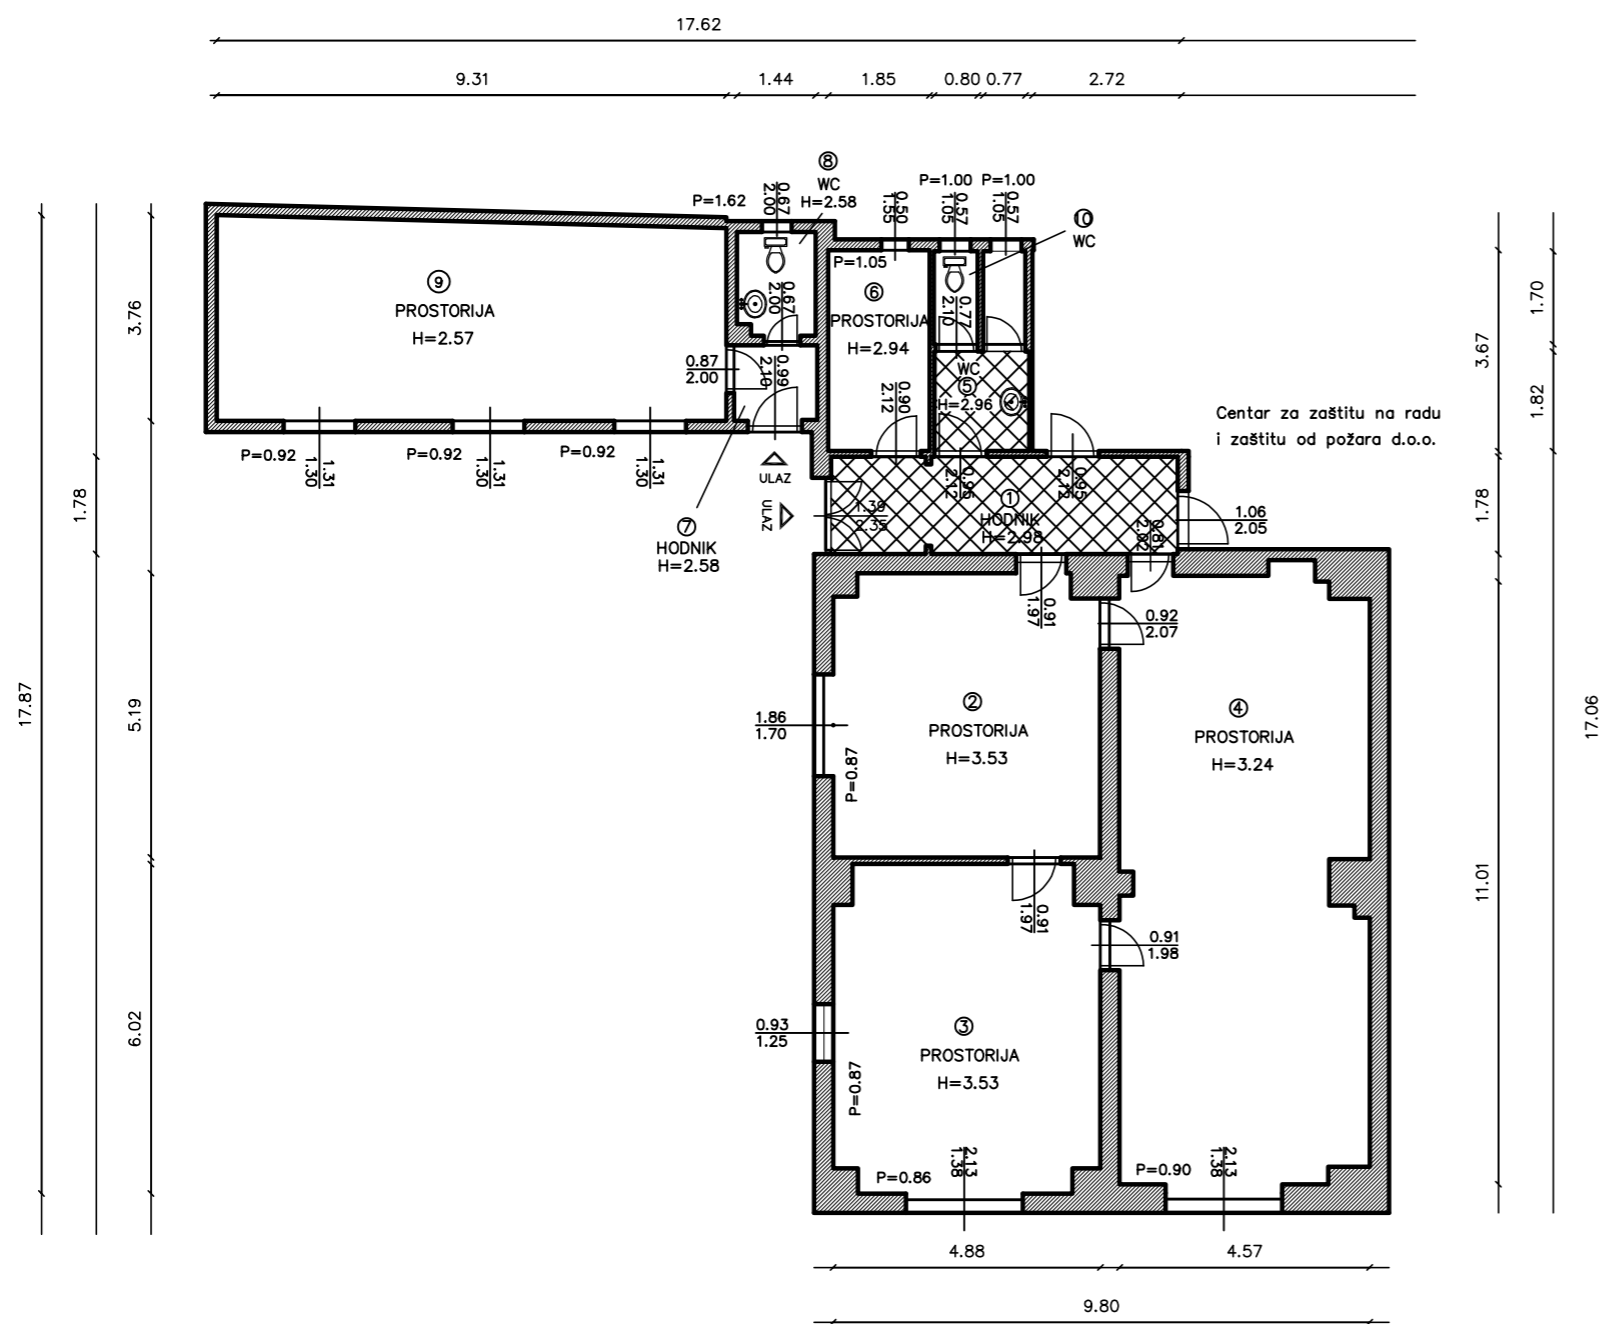 17.62
9.31
1.44
1.85
0.80
0.77
2.72
8
WC
H=2.58
P=1.62
0.67
2.00
0.50
1.55
P=1.00
P=1.00
0.57
1.05
0.57
1.05
10
WC
9
PROSTORIJA
H=2.57
P=1.05
6
PROSTORIJA
H=2.94
0.67
2.00
0.77
2.10
0.87
2.00
0.99
2.10
0.90
2.12
WC
5
H=2.96
Centar za zaštitu na radu
i zaštitu od požara d.o.o.
P=0.92
P=0.92
P=0.92
1.31
1.30
1.31
1.30
1.31
1.30
ULAZ
ULAZ
7
HODNIK
H=2.58
1.39
2.35
0.95
2.12
0.95
2.12
1
HODNIK
H=2.98
0.81
2.02
1.06
2.05
0.91
1.97
0.92
2.07
2
PROSTORIJA
H=3.53
1.86
1.70
P=0.87
4
PROSTORIJA
H=3.24
0.91
1.97
0.91
1.98
3
PROSTORIJA
H=3.53
0.93
1.25
P=0.87
P=0.86
2.13
1.38
P=0.90
2.13
1.38
4.88
4.57
9.80
17.87
1.78
3.76
5.19
6.02
3.67
1.78
11.01
1.70
1.82
17.06